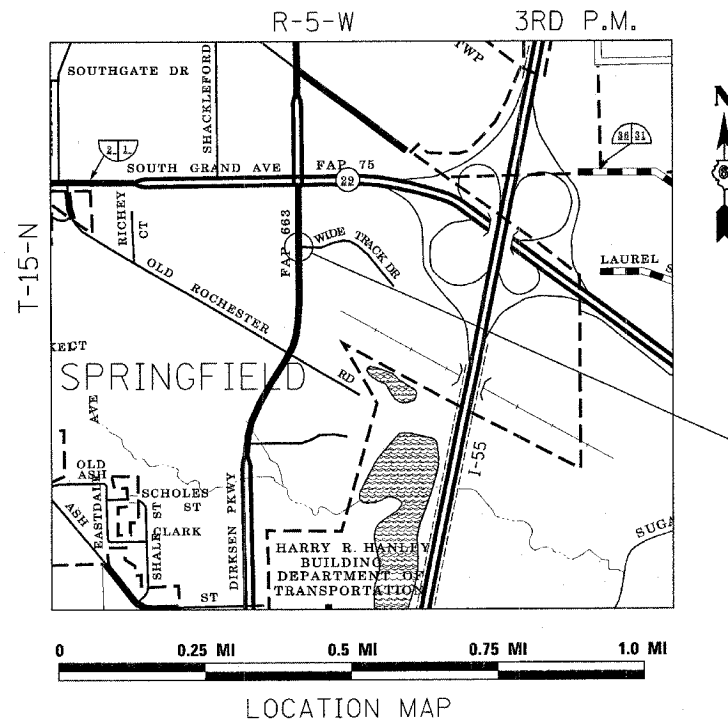 R-5-W
3RD P.M.
TWP
SOUTHGATE DR
SHACKLEFORD
N
2 1
36 31
SOUTH GRAND AVE
FAP 75
22
RICHEY CT
FAP 663
WIDE TRACK DR
T-15-N
LAUREL S
OLD ROCHESTER RD
CT
SPRINGFIELD
AVE
I-55
OLD ASH
EASTDALE
SCHOLES ST
ASH
ST
CLARK
SHALE
DIRKSEN PKWY
SUGA
HARRY R. HANLEY
BUILDING
DEPARTMENT OF
TRANSPORTATION
ST
0 0.25 MI 0.5 MI 0.75 MI 1.0 MI
LOCATION MAP